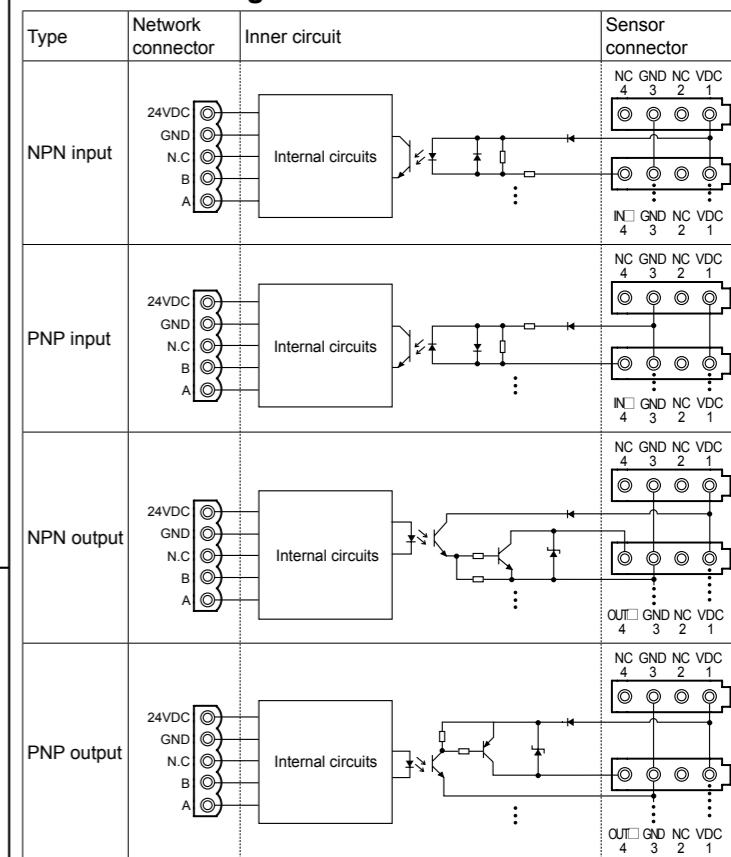 Type Network connector Inner circuit Sensor connector
NPN input
24VDC
GND
N.C
B
A
Internal circuits
NC GND NC VDC
4 3 2 1
IN□ GND NC VDC
4 3 2 1
PNP input
24VDC
GND
N.C
B
A
Internal circuits
NC GND NC VDC
4 3 2 1
IN□ GND NC VDC
4 3 2 1
NPN output
24VDC
GND
N.C
B
A
Internal circuits
NC GND NC VDC
4 3 2 1
OUT□ GND NC VDC
4 3 2 1
PNP output
24VDC
GND
N.C
B
A
Internal circuits
NC GND NC VDC
4 3 2 1
OUT□ GND NC VDC
4 3 2 1